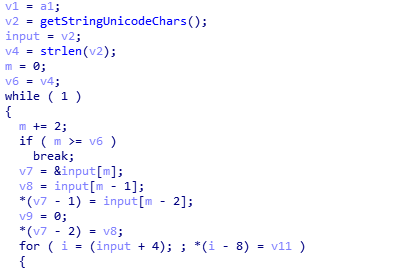 v1 = a1;
v2 = getStringUnicodeChars();
input = v2;
v4 = strlen(v2);
m = 0;
v6 = v4;
while ( 1 )
{
m += 2;
if ( m >= v6 )
break;
v7 = &input[m];
v8 = input[m - 1];
*(v7 - 1) = input[m - 2];
v9 = 0;
*(v7 - 2) = v8;
for ( i = (input + 4); ; *(i - 8) = v11 )
{